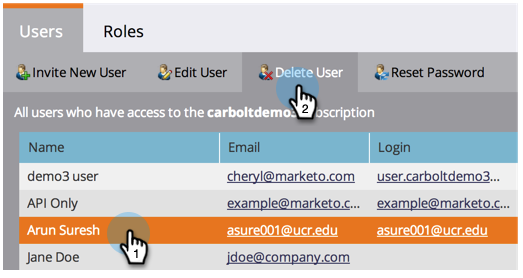 Users Roles
Invite New User Edit User Delete User Reset Password
All users who have access to the carboltdemo3 subscription
Name Email Login
demo3 user cheryl@marketo.com user.carboltdemo3...
API Only example@marketo.c... example@marketo.c...
Arun Suresh asure001@ucr.edu asure001@ucr.edu
Jane Doe jdoe@company.com
2
1